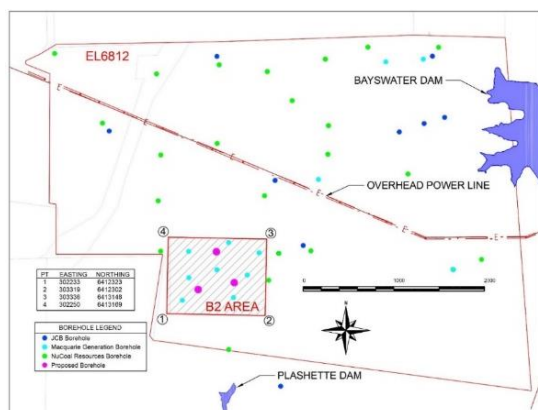 EL6812
BAYSWATER DAM
OVERHEAD POWER LINE
E
E
E
E
E
E
4
3
1
2
B2 AREA
PT EASTING NORTHING
1 302233 6412323
2 303319 6412302
3 303336 6413148
4 302250 6413169
0 1000 2000
N
BOREHOLE LEGEND
JCB Borehole
Macquarie Generation Borehole
NuCoal Resources Borehole
Proposed Borehole
PLASHETTE DAM